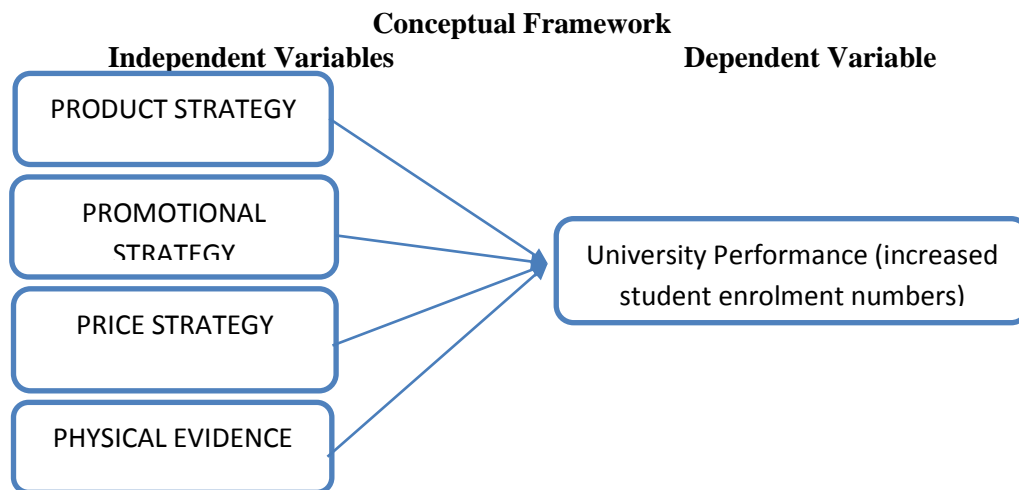 Conceptual Framework
Independent Variables
Dependent Variable
PRODUCT STRATEGY
PROMOTIONAL
STRATEGY
PRICE STRATEGY
PHYSICAL EVIDENCE
University Performance (increased
student enrolment numbers)